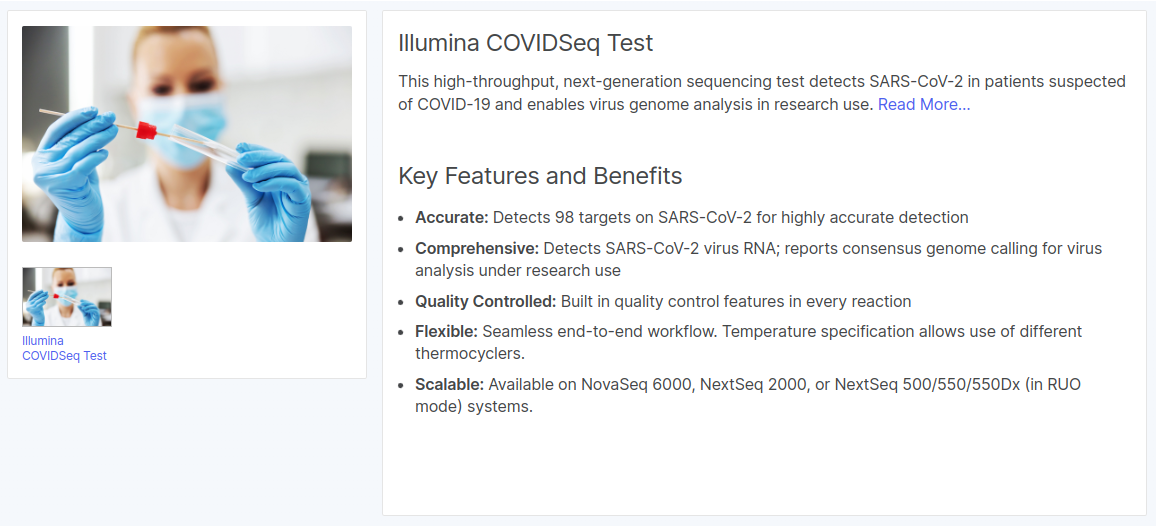 Illumina
COVIDSeq Test
Illumina COVIDSeq Test
This high-throughput, next-generation sequencing test detects SARS-CoV-2 in patients suspected
of COVID-19 and enables virus genome analysis in research use. Read More...
Key Features and Benefits
• Accurate: Detects 98 targets on SARS-CoV-2 for highly accurate detection
• Comprehensive: Detects SARS-CoV-2 virus RNA; reports consensus genome calling for virus
analysis under research use
• Quality Controlled: Built in quality control features in every reaction
• Flexible: Seamless end-to-end workflow. Temperature specification allows use of different
thermocyclers.
• Scalable: Available on NovaSeq 6000, NextSeq 2000, or NextSeq 500/550/550Dx (in RUO
mode) systems.